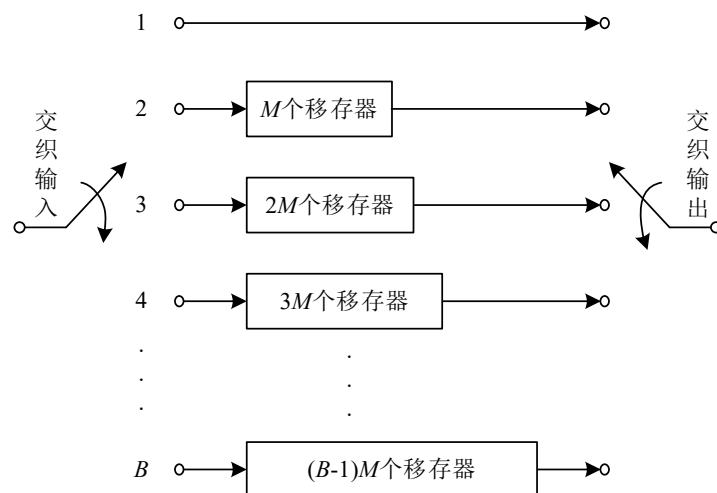 1
2
M个移存器
交织输入
交织输出
3
2M个移存器
4
3M个移存器
.
.
.
.
.
.
B
(B-1)M个移存器